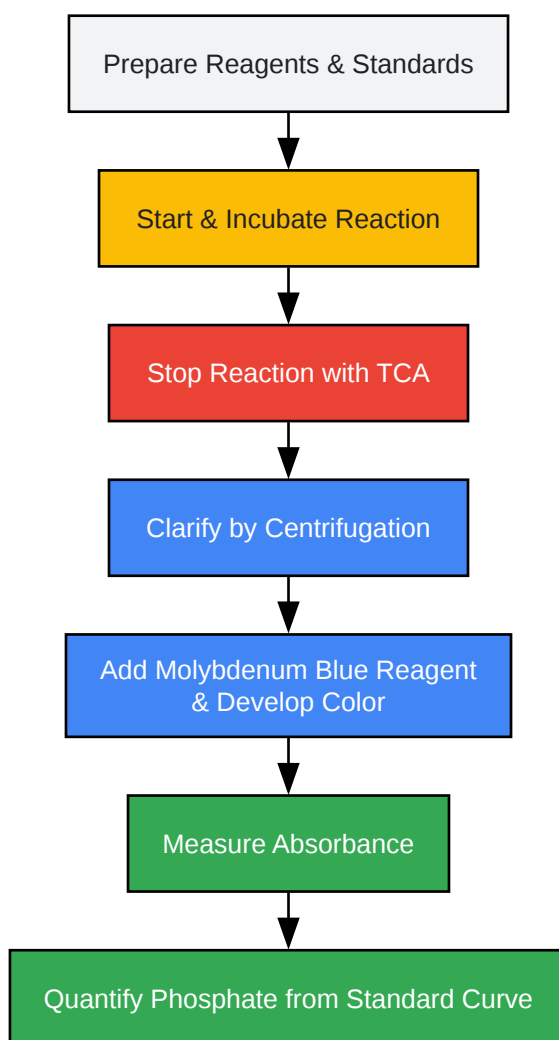 Prepare Reagents & Standards
Start & Incubate Reaction
Stop Reaction with TCA
Clarify by Centrifugation
Add Molybdenum Blue Reagent
& Develop Color
Measure Absorbance
Quantify Phosphate from Standard Curve